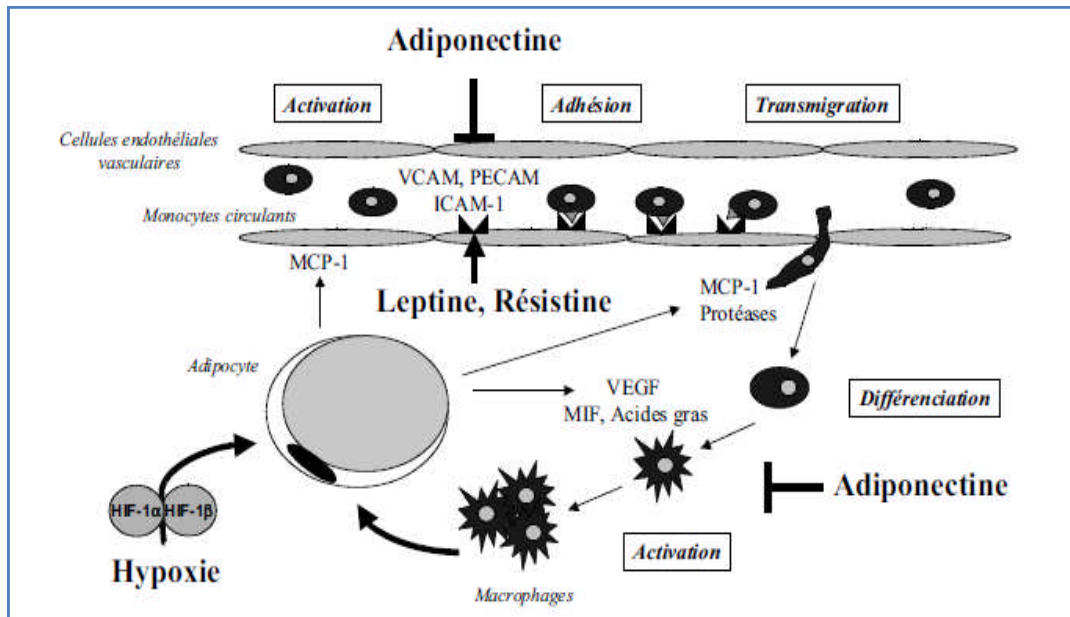 Adiponectine
Activation
Adhésion
Transmigration
Cellules endothéliales
vasculaires
VCAM, PECAM
ICAM-1
Monocytes circulants
MCP-1
Leptine, Résistine
MCP-1
Protéases
Adipocyte
VEGF
MIF, Acides gras
Différenciation
Adiponectine
HIF-1α HIF-1β
Hypoxie
Activation
Macrophages